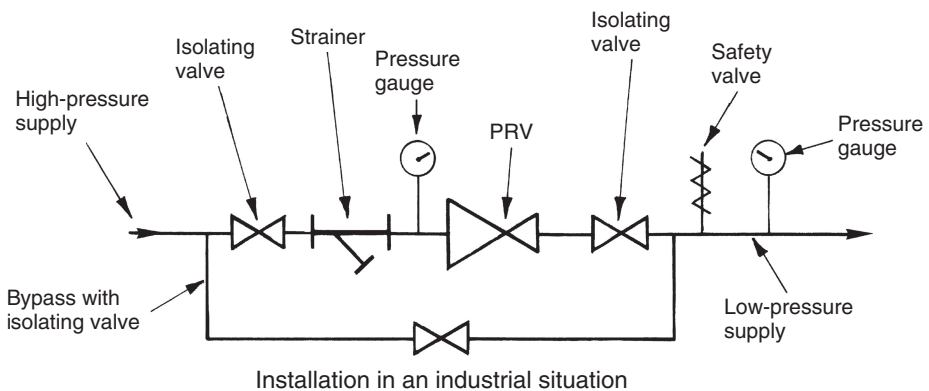 Isolating
valve
Strainer
Pressure
gauge
Isolating
valve
Safety
valve
High-pressure
supply
PRV
Pressure
gauge
Bypass with
isolating valve
Low-pressure
supply
Installation in an industrial situation